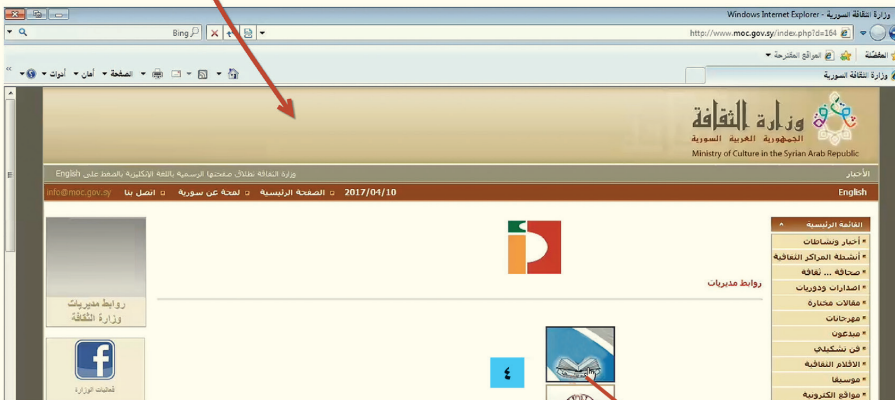 وزارة الثقافة السورية - Windows Internet Explorer
http://www.moc.gov.sy/index.php?d=164
Bing
المفضلة
المواقع المقترحة
وزارة الثقافة السورية
الصفحة
أمان
أدوات
وزارة الثقافة
الجمهورية العربية السورية
Ministry of Culture in the Syrian Arab Republic
الأخبار
وزارة الثقافة تطلق صفحتها الرسمية باللغة الإنكليزية بالضغط على English
English
2017/04/10
الصفحة الرئيسية
لمحة عن سورية
اتصل بنا
info@moc.gov.sy
القائمة الرئيسية
أخبار ونشاطات
أنشطة المراكز الثقافية
صحافة ... ثقافة
اصدارات ودوريات
مقالات مختارة
مهرجانات
مبدعون
فن تشكيلي
الافلام الثقافية
موسيقا
مواقع الكترونية
روابط مديريات
٤
روابط مديريات
وزارة الثقافة
فعاليات الوزارة